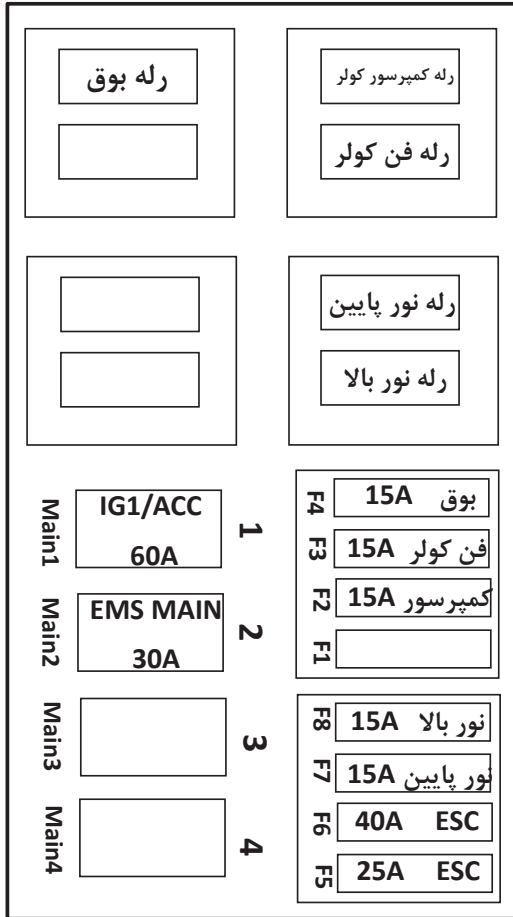 رله بوق
رله کمپرسور کولر
رله فن کولر
رله نور پایین
رله نور بالا
Main1
IG1/ACC
60A
1
Main2
EMS MAIN
30A
2
Main3
3
Main4
4
F4 15A بوق
F3 15A فن کولر
F2 15A کمپرسور
F1
F8 15A نور بالا
F7 15A نور پایین
F6 40A ESC
F5 25A ESC